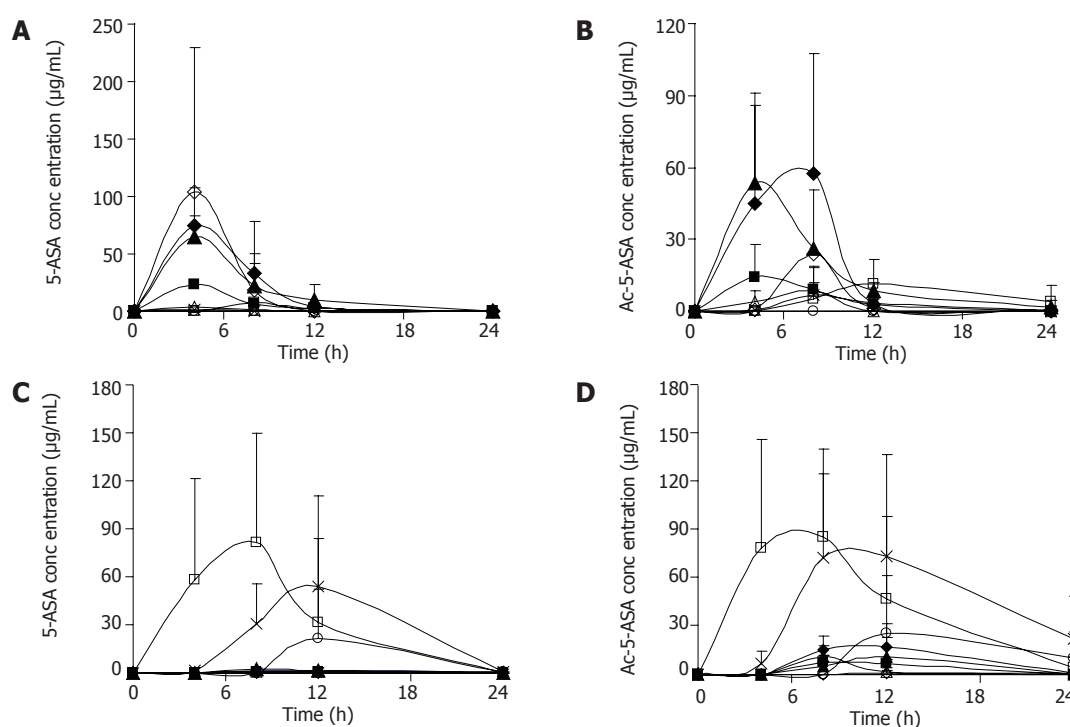 A
5-ASA conc entration (µg/mL)
250
200
150
100
50
0
0 6 12 18 24
Time (h)
B
Ac-5-ASA conc entration (µg/mL)
120
90
60
30
0
0 6 12 18 24
Time (h)
C
5-ASA conc entration (µg/mL)
180
150
120
90
60
30
0
0 6 12 18 24
Time (h)
D
Ac-5-ASA conc entration (µg/mL)
180
150
120
90
60
30
0
0 6 12 18 24
Time (h)